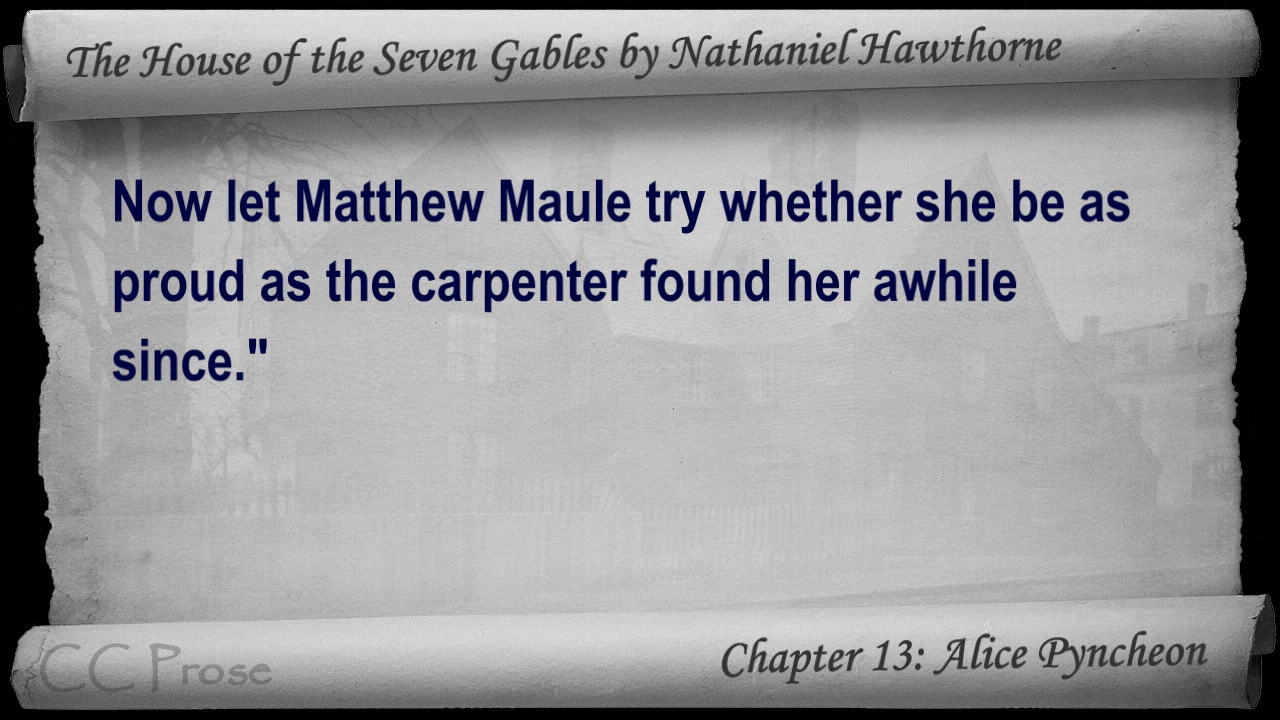 The House of the Seven Gables by Nathaniel Hawthorne
Now let Matthew Maule try whether she be as
proud as the carpenter found her awhile
since."
CC Prose
Chapter 13: Alice Pyncheon